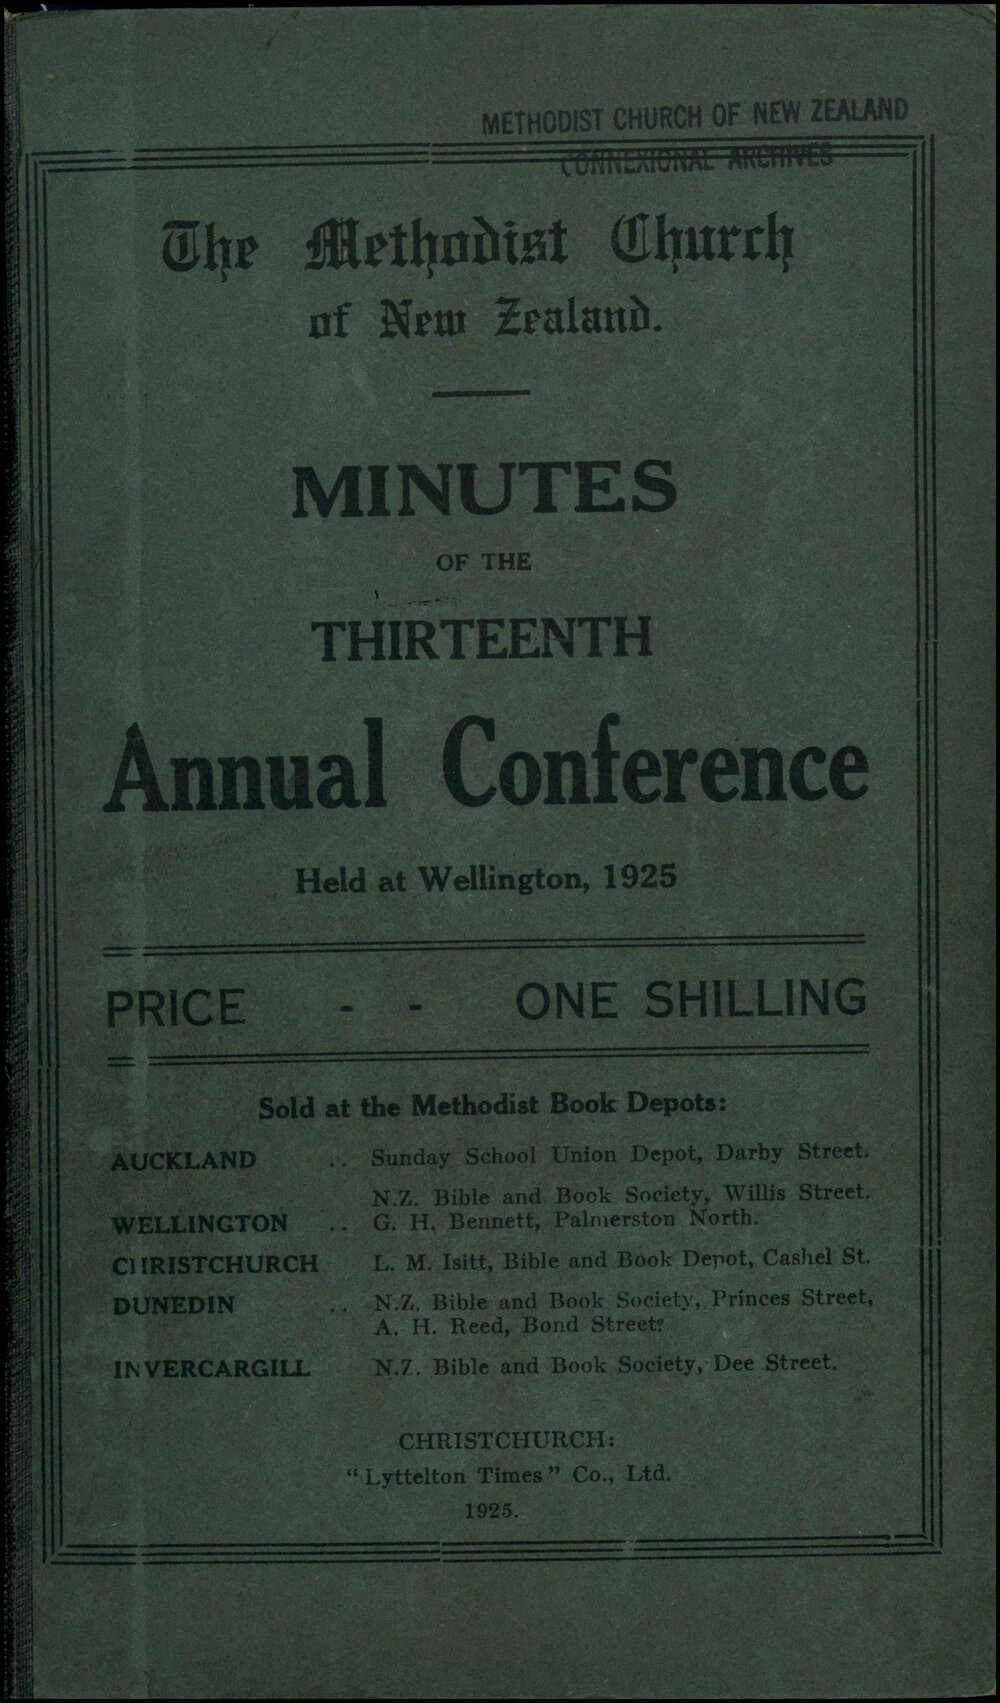 METHODIST CHURCH OF NEW ZEALAND
CONNEXIONAL ARCHIVES
The Methodist Church
of New Zealand.
MINUTES
OF THE
THIRTEENTH
Annual Conference
Held at Wellington, 1925
PRICE - - ONE SHILLING
Sold at the Methodist Book Depots:
AUCKLAND .. Sunday School Union Depot, Darby Street.
N.Z. Bible and Book Society, Willis Street.
WELLINGTON .. G. H. Bennett, Palmerston North.
CHRISTCHURCH L. M. Isitt, Bible and Book Depot, Cashel St.
DUNEDIN .. N.Z. Bible and Book Society, Princes Street,
A. H. Reed, Bond Street.
INVERCARGILL N.Z. Bible and Book Society, Dee Street.
CHRISTCHURCH:
"Lyttelton Times" Co., Ltd.
1925.